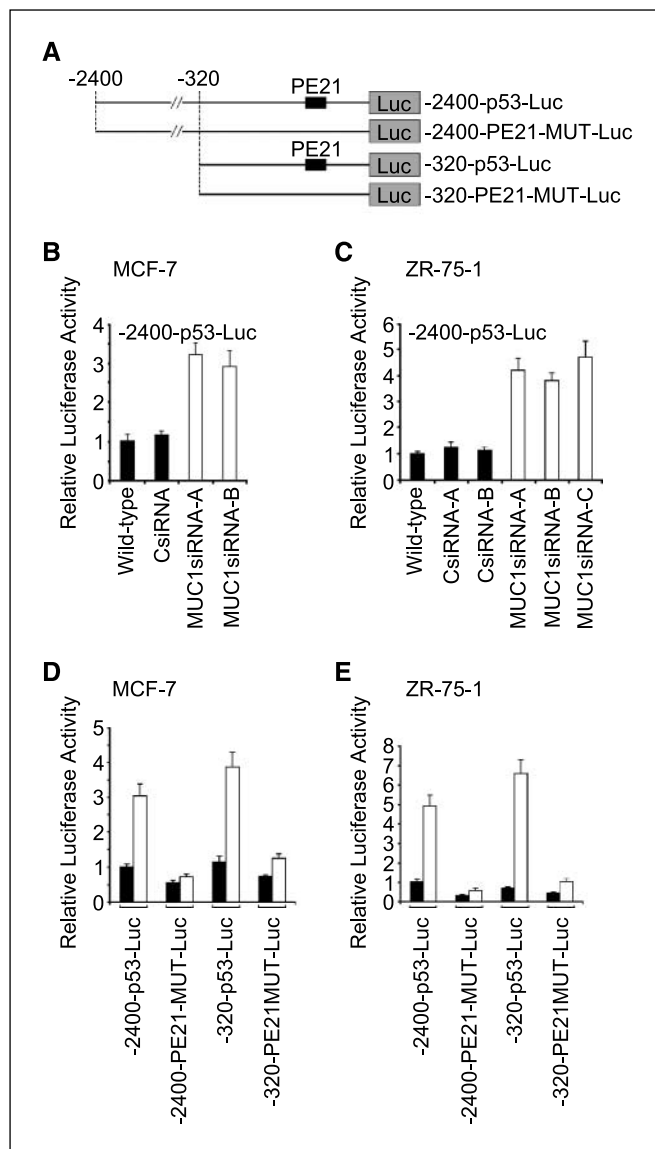 A
-2400
-320
PE21
Luc -2400-p53-Luc
Luc -2400-PE21-MUT-Luc
PE21
Luc -320-p53-Luc
Luc -320-PE21-MUT-Luc
B
MCF-7
-2400-p53-Luc
Relative Luciferase Activity
4
3
2
1
0
Wild-type
CsiRNA
MUC1siRNA-A
MUC1siRNA-B
C
ZR-75-1
-2400-p53-Luc
Relative Luciferase Activity
6
5
4
3
2
1
0
Wild-type
CsiRNA-A
CsiRNA-B
MUC1siRNA-A
MUC1siRNA-B
MUC1siRNA-C
D
MCF-7
Relative Luciferase Activity
5
4
3
2
1
0
-2400-p53-Luc
-2400-PE21-MUT-Luc
-320-p53-Luc
-320-PE21MUT-Luc
E
ZR-75-1
Relative Luciferase Activity
8
7
6
5
4
3
2
1
0
-2400-p53-Luc
-2400-PE21-MUT-Luc
-320-p53-Luc
-320-PE21MUT-Luc